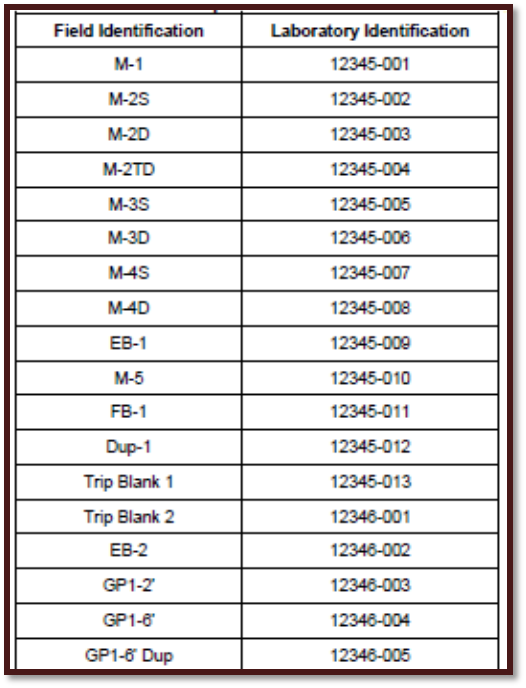 Field Identification Laboratory Identification
M-1 12345-001
M-2S 12345-002
M-2D 12345-003
M-2TD 12345-004
M-3S 12345-005
M-3D 12345-006
M-4S 12345-007
M-4D 12345-008
EB-1 12345-009
M-5 12345-010
FB-1 12345-011
Dup-1 12345-012
Trip Blank 1 12345-013
Trip Blank 2 12346-001
EB-2 12346-002
GP1-2' 12346-003
GP1-6' 12346-004
GP1-6' Dup 12346-005